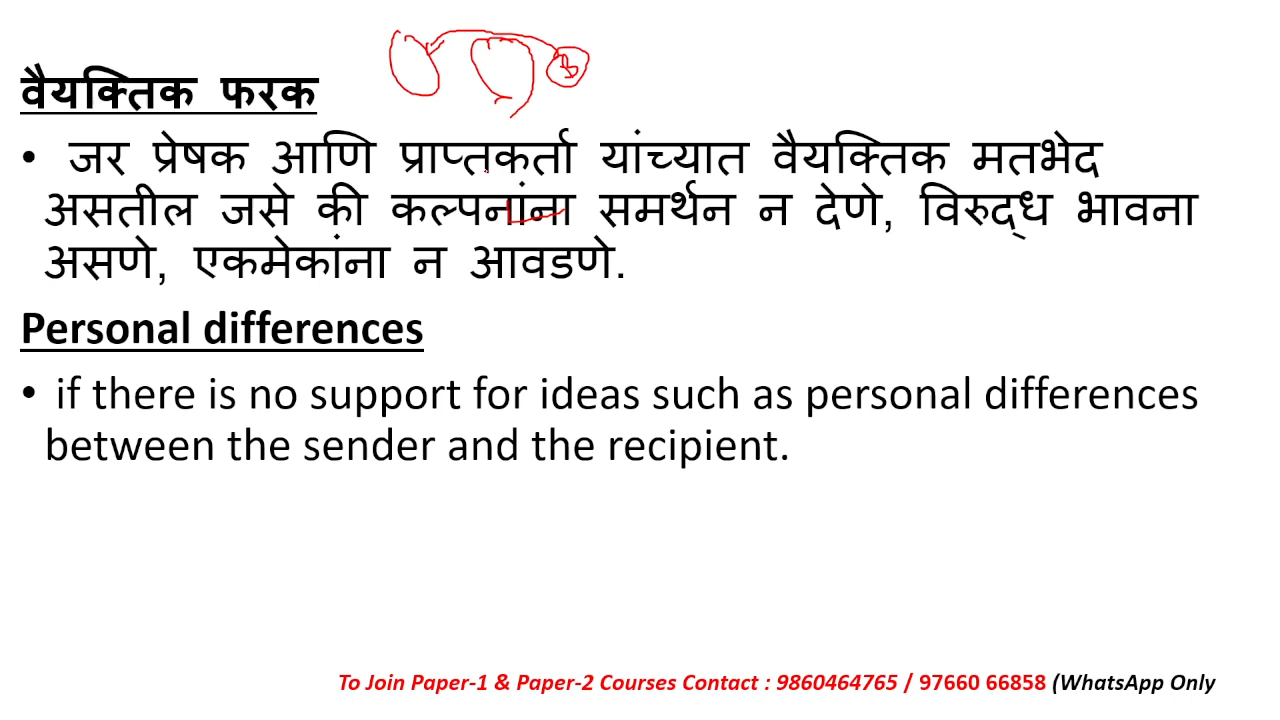 वैयक्तिक फरक
• जर प्रेषक आणि प्राप्तकर्ता यांच्यात वैयक्तिक मतभेद
असतील जसे की कल्पनांना समर्थन न देणे, विरुद्ध भावना
असणे, एकमेकांना न आवडणे.
Personal differences
• if there is no support for ideas such as personal differences
between the sender and the recipient.
To Join Paper-1 & Paper-2 Courses Contact : 9860464765 / 97660 66858 (WhatsApp Only